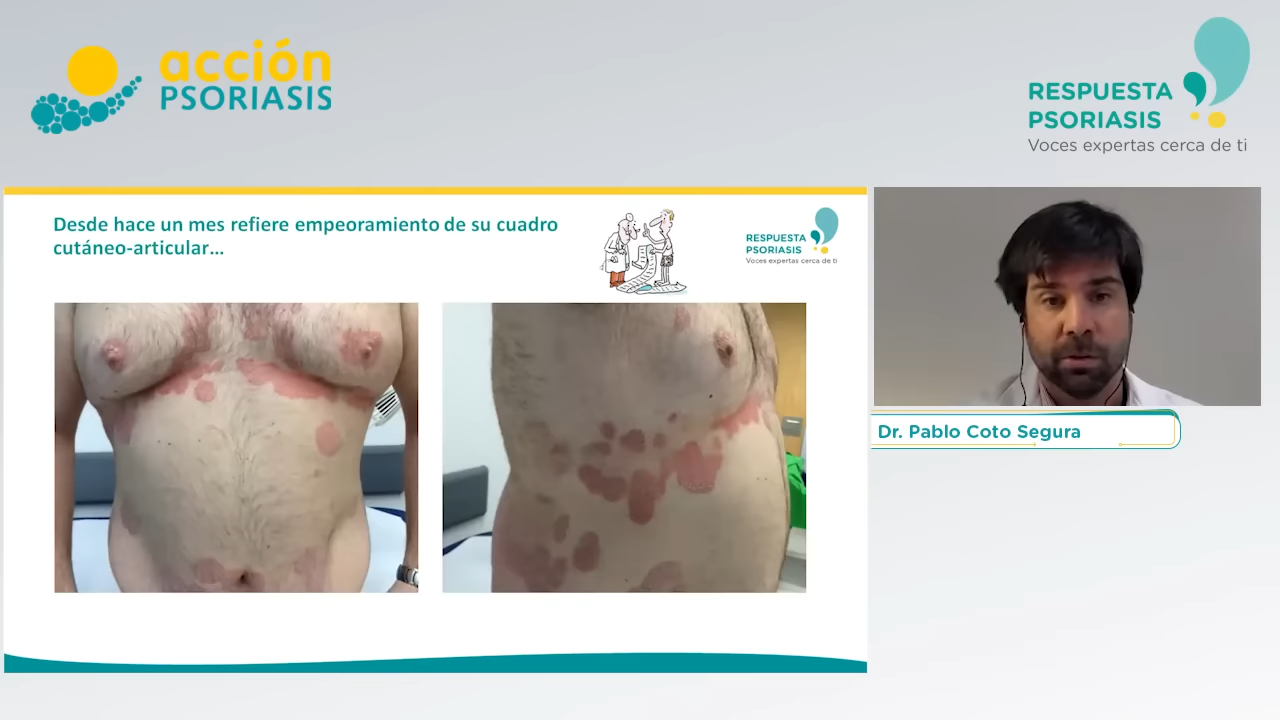 acción
PSORIASIS
RESPUESTA
PSORIASIS
Voces expertas cerca de ti
Desde hace un mes refiere empeoramiento de su cuadro
cutáneo-articular...
RESPUESTA
PSORIASIS
Voces expertas cerca de ti
Dr. Pablo Coto Segura